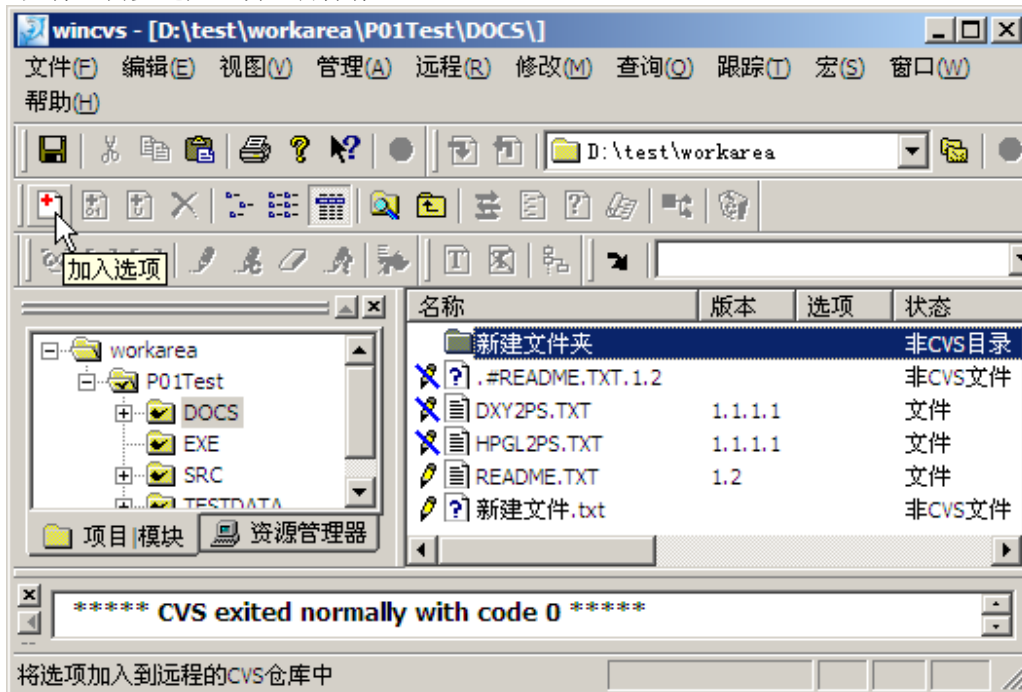 wincvs - [D:\test\workarea\P01Test\DOCS\]
文件(F) 编辑(E) 视图(V) 管理(A) 远程(R) 修改(M) 查询(Q) 跟踪(T) 宏(S) 窗口(W)
帮助(H)
D:\test\workarea
加入选项
名称 版本 选项 状态
workarea
P01Test
DOCS
EXE
SRC
TESTDATA
项目|模块 资源管理器
新建文件夹 非CVS目录
.#README.TXT.1.2 非CVS文件
DXY2PS.TXT 1.1.1.1 文件
HPGL2PS.TXT 1.1.1.1 文件
README.TXT 1.2 文件
新建文件.txt 非CVS文件
***** CVS exited normally with code 0 *****
将选项加入到远程的CVS仓库中